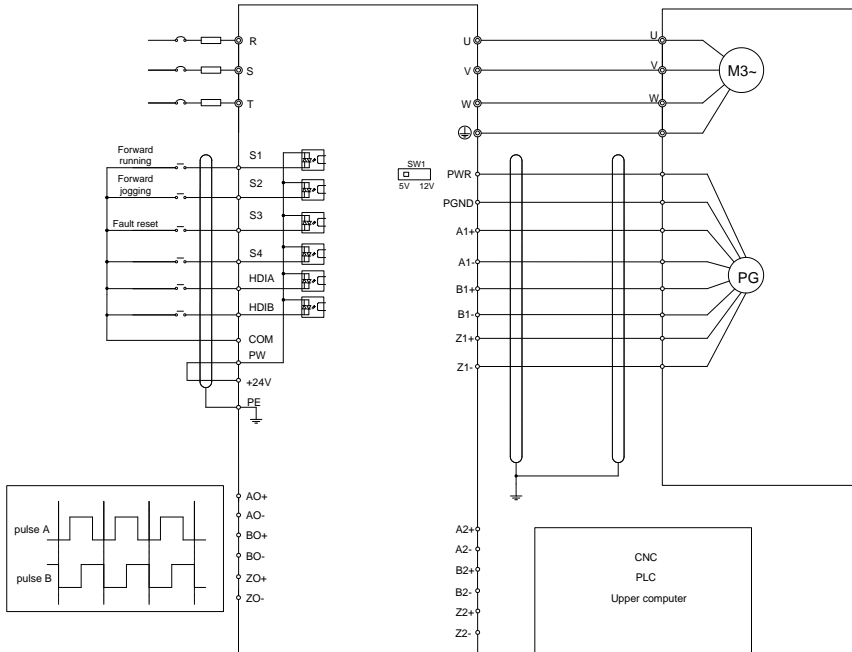 R
U
U
S
V
V
M3~
T
W
W
Forward
running
S1
SW1
5V 12V
PWR
Forward
jogging
S2
PGND
Fault reset
S3
A1+
S4
A1-
HDIA
B1+
PG
HDIB
B1-
COM
Z1+
PW
Z1-
+24V
PE
AO+
AO-
BO+
BO-
ZO+
ZO-
pulse A
pulse B
A2+
A2-
B2+
B2-
Z2+
Z2-
CNC
PLC
Upper computer